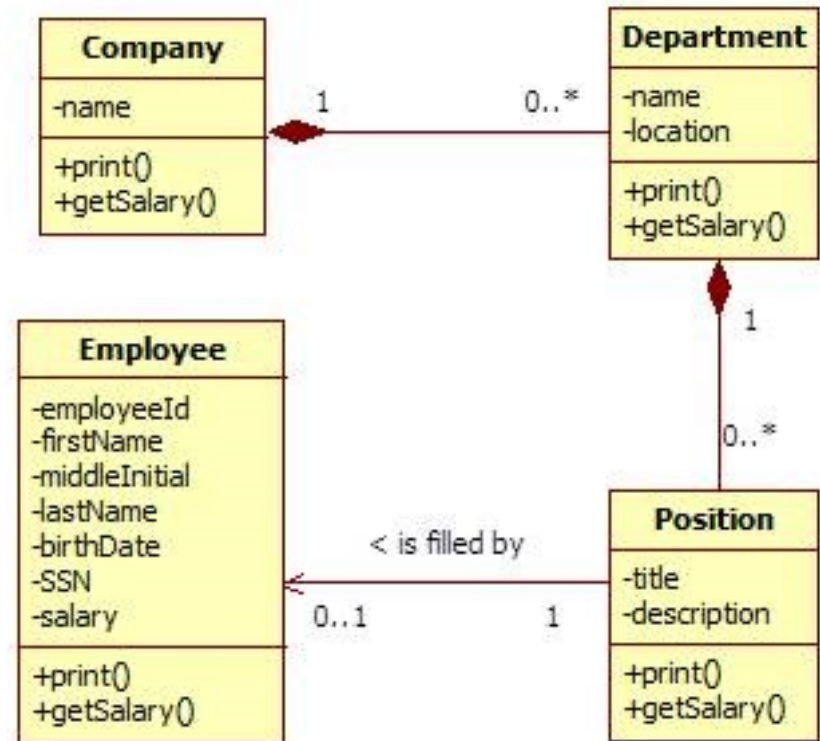 Company
-name
+print()
+getSalary()
1
0..*
Department
-name
-location
+print()
+getSalary()
1
0..*
Employee
-employeeId
-firstName
-middleInitial
-lastName
-birthDate
-SSN
-salary
+print()
+getSalary()
< is filled by
0..1
1
Position
-title
-description
+print()
+getSalary()